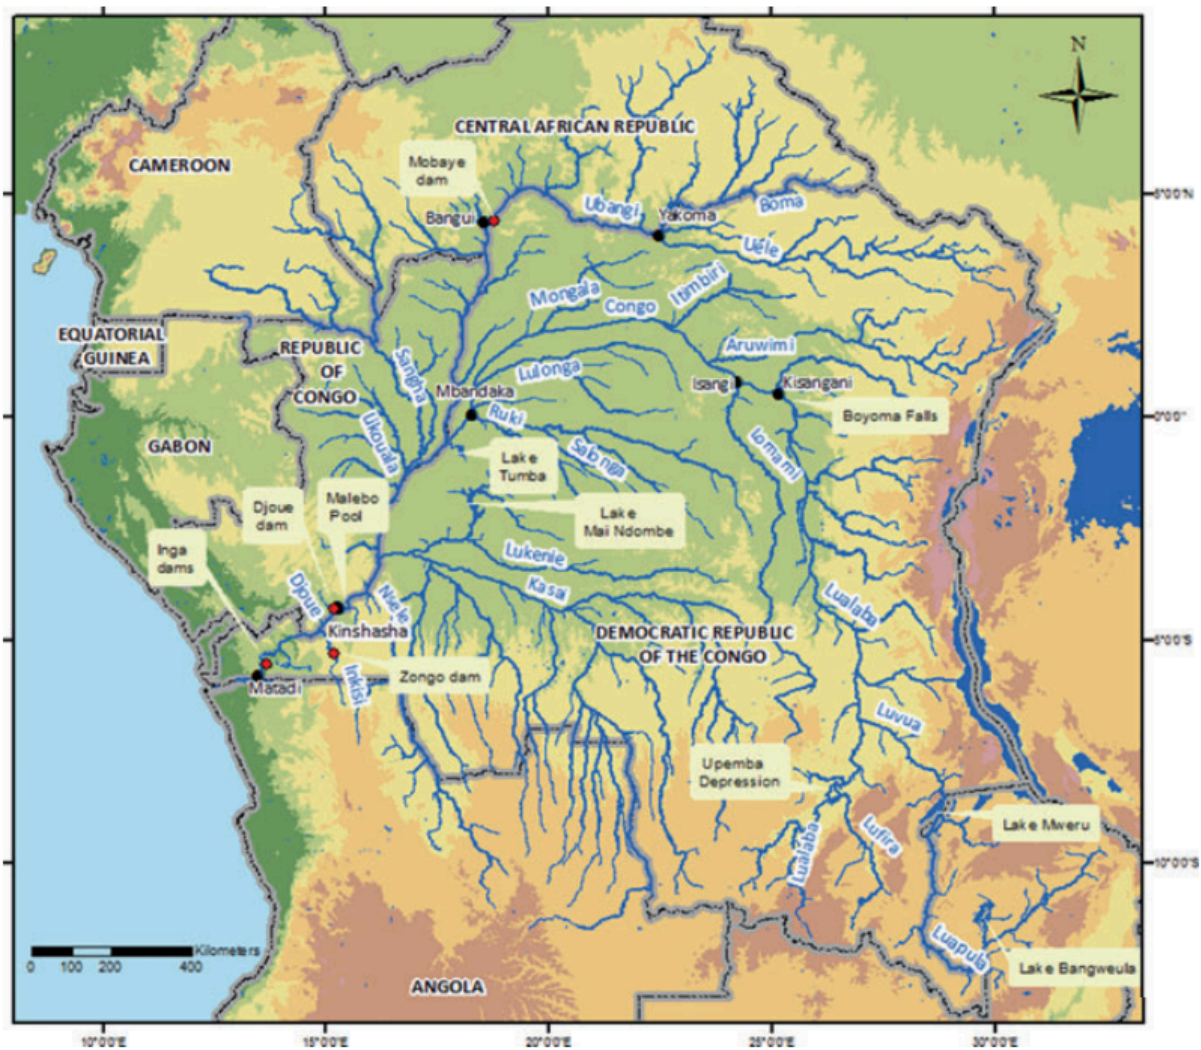 N
CENTRAL AFRICAN REPUBLIC
CAMEROON
Mobaye
dam
5°0'0"N
Bangui
Ubangi
Yakoma
Boma
Ugle
Mongala
Congo
Itimbiri
EQUATORIAL
GUINEA
REPUBLIC
OF
CONGO
Sangha
Aruwimi
Lulonga
Mbandaka
Isangi
Kisangani
Ruki
Boyoma Falls
0°0'0"
GABON
Likouala
Lake
Tumba
Salonga
Lomami
Malebo
Pool
Djoue
dam
Lake
Mai Ndombe
Inga
dams
Lukenie
Djoue
Nsele
Kasai
Lualaba
Kinshasha
DEMOCRATIC REPUBLIC
OF THE CONGO
5°0'0"S
Zongo dam
Matadi
Inkisi
Luvua
Upemba
Depression
Lake Mweru
Lualaba
Lufira
10°0'0"S
Luapula
Kilometers
0 100 200 400
Lake Bangweula
ANGOLA
10°0'0"E 15°0'0"E 20°0'0"E 25°0'0"E 30°0'0"E